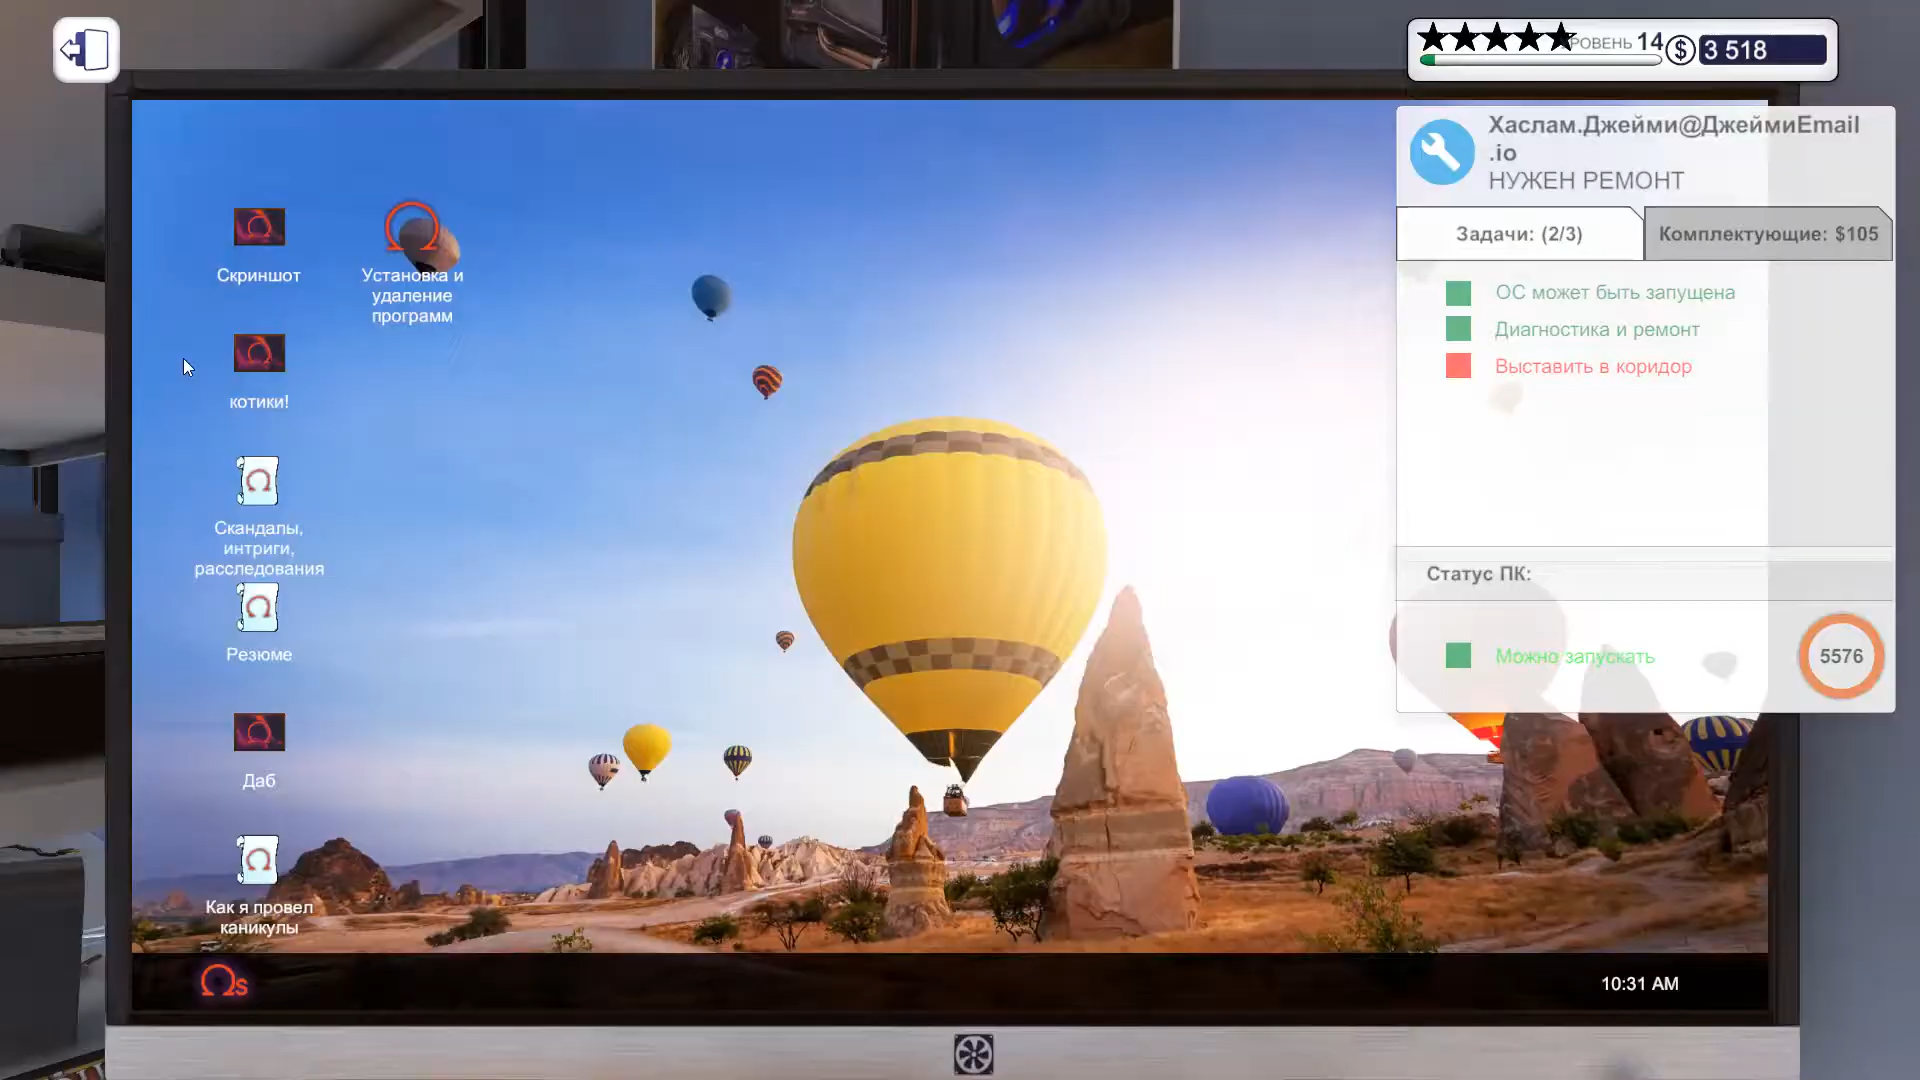 УРОВЕНЬ 14
3 518
Хаслам.Джейми@ДжеймиEmail
.io
НУЖЕН РЕМОНТ
Задачи: (2/3)
Комплектующие: $105
ОС может быть запущена
Диагностика и ремонт
Выставить в коридор
Статус ПК:
Можно запускать
5576
Скриншот
Установка и
удаление
программ
котики!
Скандалы,
интриги,
расследования
Резюме
Даб
Как я провел
каникулы
Ωs
10:31 AM